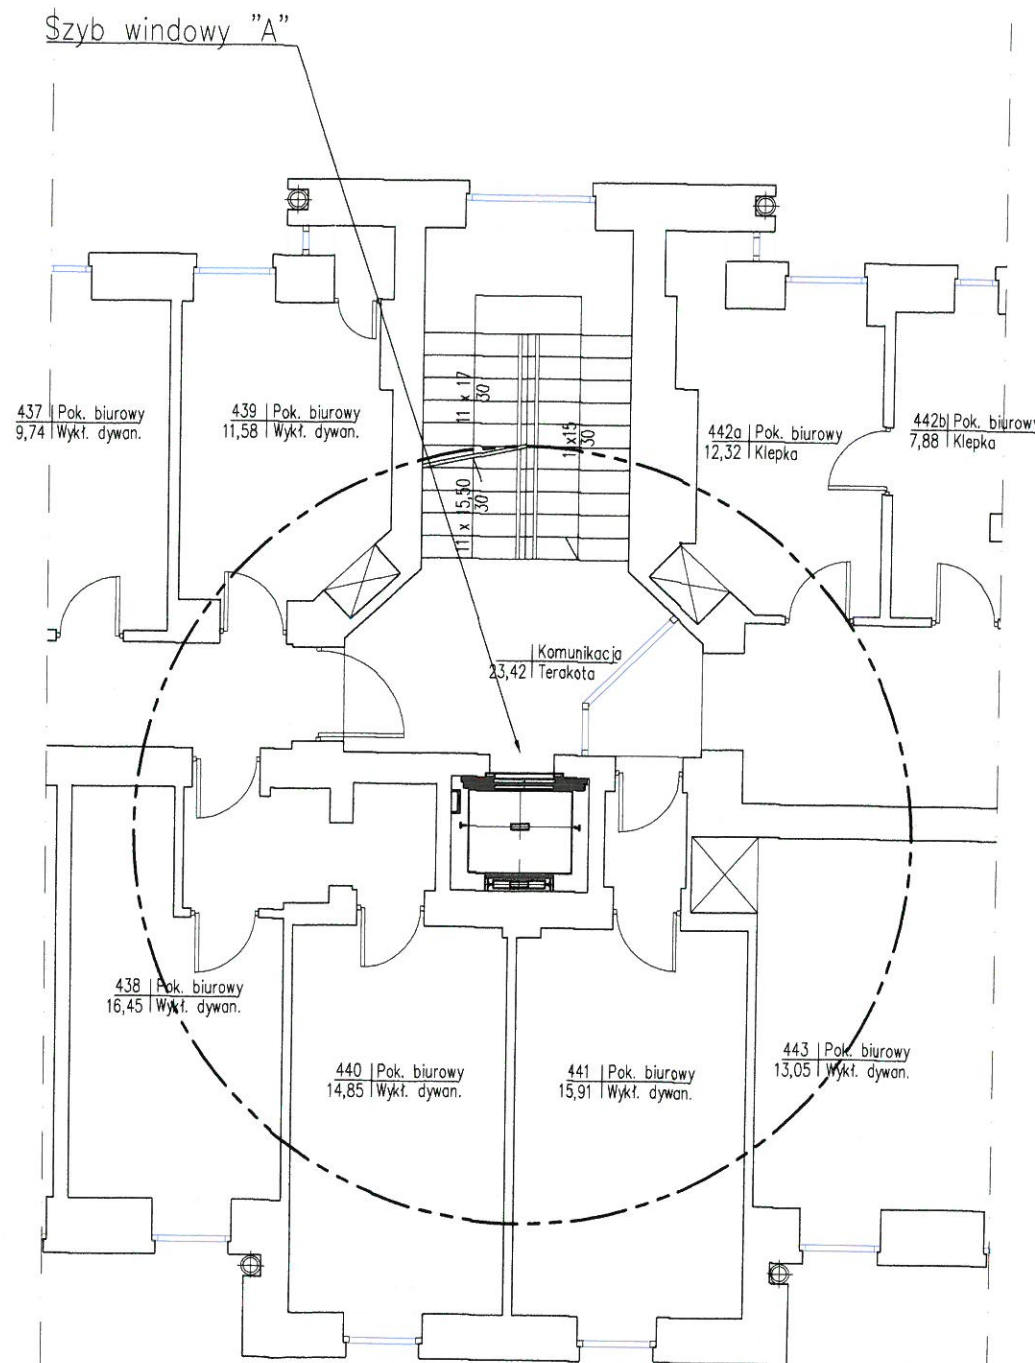 Szyb windowy "A"
437 Pok. biurowy
9,74 Wykł. dywan.
439 Pok. biurowy
11,58 Wykł. dywan.
11 x 17
30
11 x 15,50
30
30
442a Pok. biurowy
12,32 Klepka
442b Pok. biurowy
7,88 Klepka
Komunikacja
23,42 Terakota
438 Pok. biurowy
16,45 Wykł. dywan.
440 Pok. biurowy
14,85 Wykł. dywan.
441 Pok. biurowy
15,91 Wykł. dywan.
443 Pok. biurowy
13,05 Wykł. dywan.